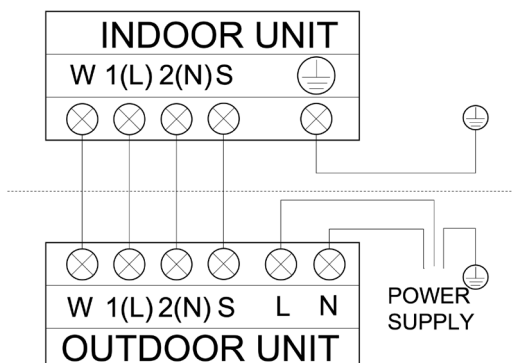 INDOOR UNIT
W 1(L) 2(N) S
W 1(L) 2(N) S L N
POWER
SUPPLY
OUTDOOR UNIT